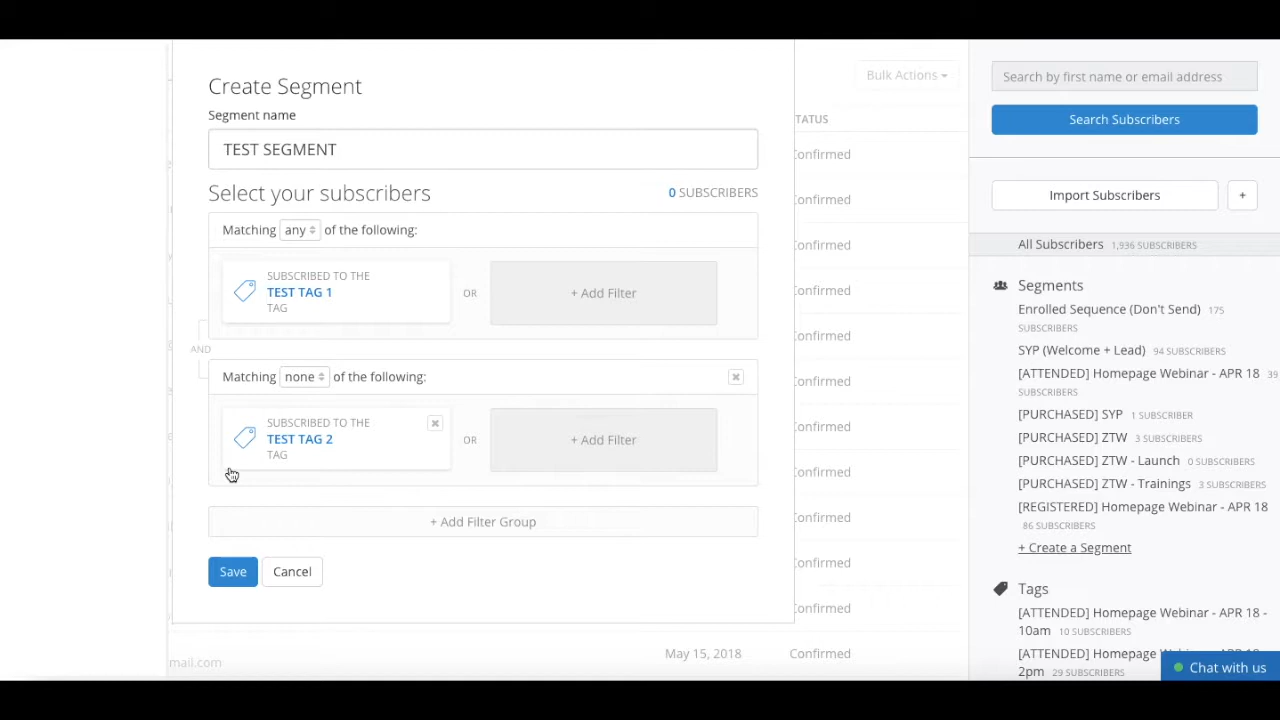 Create Segment
Segment name
TEST SEGMENT
Select your subscribers
0 SUBSCRIBERS
Matching any of the following:
SUBSCRIBED TO THE
TEST TAG 1
TAG
OR
+ Add Filter
AND
Matching none of the following:
SUBSCRIBED TO THE
TEST TAG 2
TAG
OR
+ Add Filter
+ Add Filter Group
Save
Cancel
mail.com
May 15, 2018
Bulk Actions
TATUS
Confirmed
Confirmed
Confirmed
Confirmed
Confirmed
Confirmed
Confirmed
Confirmed
Confirmed
Confirmed
Confirmed
Confirmed
Search by first name or email address
Search Subscribers
Import Subscribers
+
All Subscribers 1,936 SUBSCRIBERS
Segments
Enrolled Sequence (Don't Send) 175
SUBSCRIBERS
SYP (Welcome + Lead) 94 SUBSCRIBERS
[ATTENDED] Homepage Webinar - APR 18 39
SUBSCRIBERS
[PURCHASED] SYP 1 SUBSCRIBER
[PURCHASED] ZTW 3 SUBSCRIBERS
[PURCHASED] ZTW - Launch 0 SUBSCRIBERS
[PURCHASED] ZTW - Trainings 3 SUBSCRIBERS
[REGISTERED] Homepage Webinar - APR 18
86 SUBSCRIBERS
+ Create a Segment
Tags
[ATTENDED] Homepage Webinar - APR 18 -
10am 10 SUBSCRIBERS
[ATTENDED] Homepage
2pm 29 SUBSCRIBERS
Chat with us